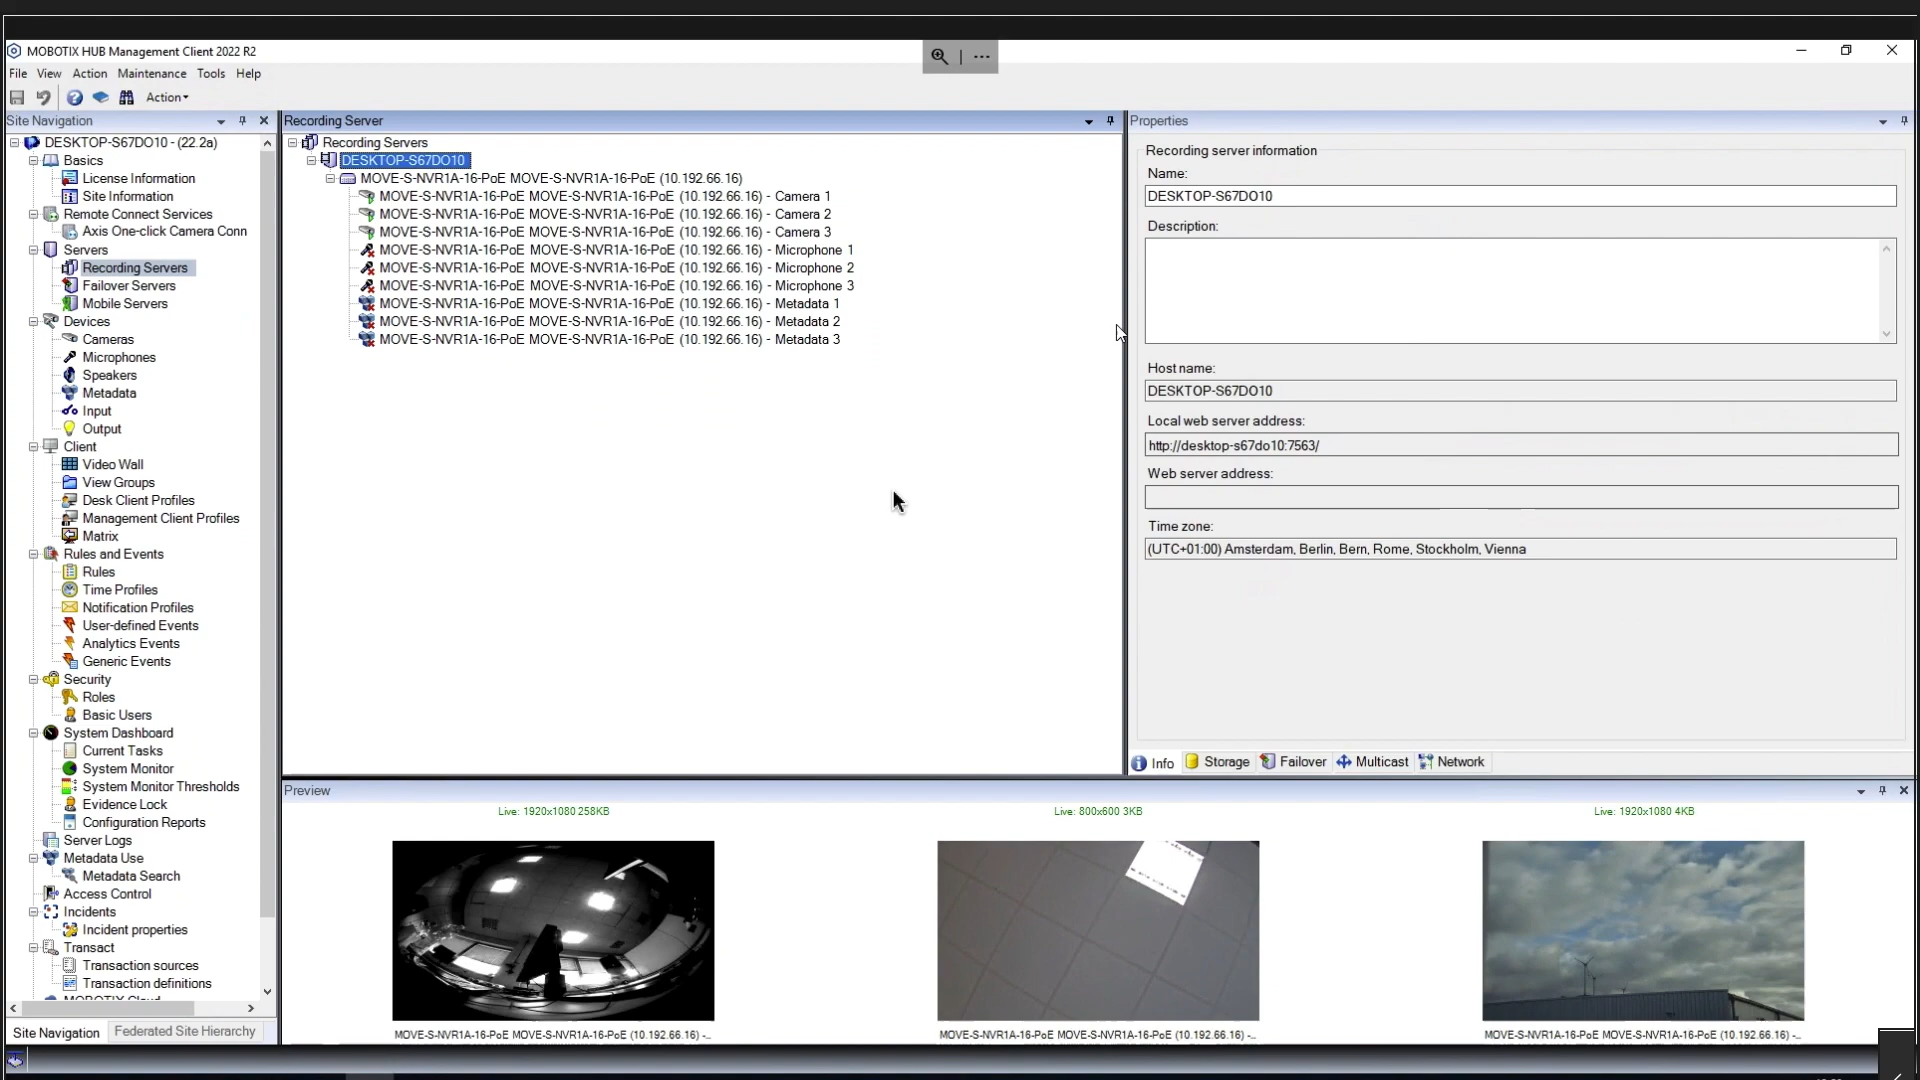 MOBOTIX HUB Management Client 2022 R2
File View Action Maintenance Tools Help
Action
Site Navigation
DESKTOP-S67DO10 - (22.2a)
Basics
License Information
Site Information
Remote Connect Services
Axis One-click Camera Conn
Servers
Recording Servers
Failover Servers
Mobile Servers
Devices
Cameras
Microphones
Speakers
Metadata
Input
Output
Client
Video Wall
View Groups
Desk Client Profiles
Management Client Profiles
Matrix
Rules and Events
Rules
Time Profiles
Notification Profiles
User-defined Events
Analytics Events
Generic Events
Security
Roles
Basic Users
System Dashboard
Current Tasks
System Monitor
System Monitor Thresholds
Evidence Lock
Configuration Reports
Server Logs
Metadata Use
Metadata Search
Access Control
Incidents
Incident properties
Transact
Transaction sources
Transaction definitions
MOBOTIX Cloud
Site Navigation Federated Site Hierarchy
Recording Server
Recording Servers
DESKTOP-S67DO10
MOVE-S-NVR1A-16-PoE MOVE-S-NVR1A-16-PoE (10.192.66.16)
MOVE-S-NVR1A-16-PoE MOVE-S-NVR1A-16-PoE (10.192.66.16) - Camera 1
MOVE-S-NVR1A-16-PoE MOVE-S-NVR1A-16-PoE (10.192.66.16) - Camera 2
MOVE-S-NVR1A-16-PoE MOVE-S-NVR1A-16-PoE (10.192.66.16) - Camera 3
MOVE-S-NVR1A-16-PoE MOVE-S-NVR1A-16-PoE (10.192.66.16) - Microphone 1
MOVE-S-NVR1A-16-PoE MOVE-S-NVR1A-16-PoE (10.192.66.16) - Microphone 2
MOVE-S-NVR1A-16-PoE MOVE-S-NVR1A-16-PoE (10.192.66.16) - Microphone 3
MOVE-S-NVR1A-16-PoE MOVE-S-NVR1A-16-PoE (10.192.66.16) - Metadata 1
MOVE-S-NVR1A-16-PoE MOVE-S-NVR1A-16-PoE (10.192.66.16) - Metadata 2
MOVE-S-NVR1A-16-PoE MOVE-S-NVR1A-16-PoE (10.192.66.16) - Metadata 3
Properties
Recording server information
Name:
DESKTOP-S67DO10
Description:
Host name:
DESKTOP-S67DO10
Local web server address:
http://desktop-s67do10:7563/
Web server address:
Time zone:
(UTC+01:00) Amsterdam, Berlin, Bern, Rome, Stockholm, Vienna
Info Storage Failover Multicast Network
Preview
Live: 1920x1080 258KB
Live: 800x600 3KB
Live: 1920x1080 4KB
MOVE-S-NVR1A-16-PoE MOVE-S-NVR1A-16-PoE (10.192.66.16) -...
MOVE-S-NVR1A-16-PoE MOVE-S-NVR1A-16-PoE (10.192.66.16) -...
MOVE-S-NVR1A-16-PoE MOVE-S-NVR1A-16-PoE (10.192.66.16) -...